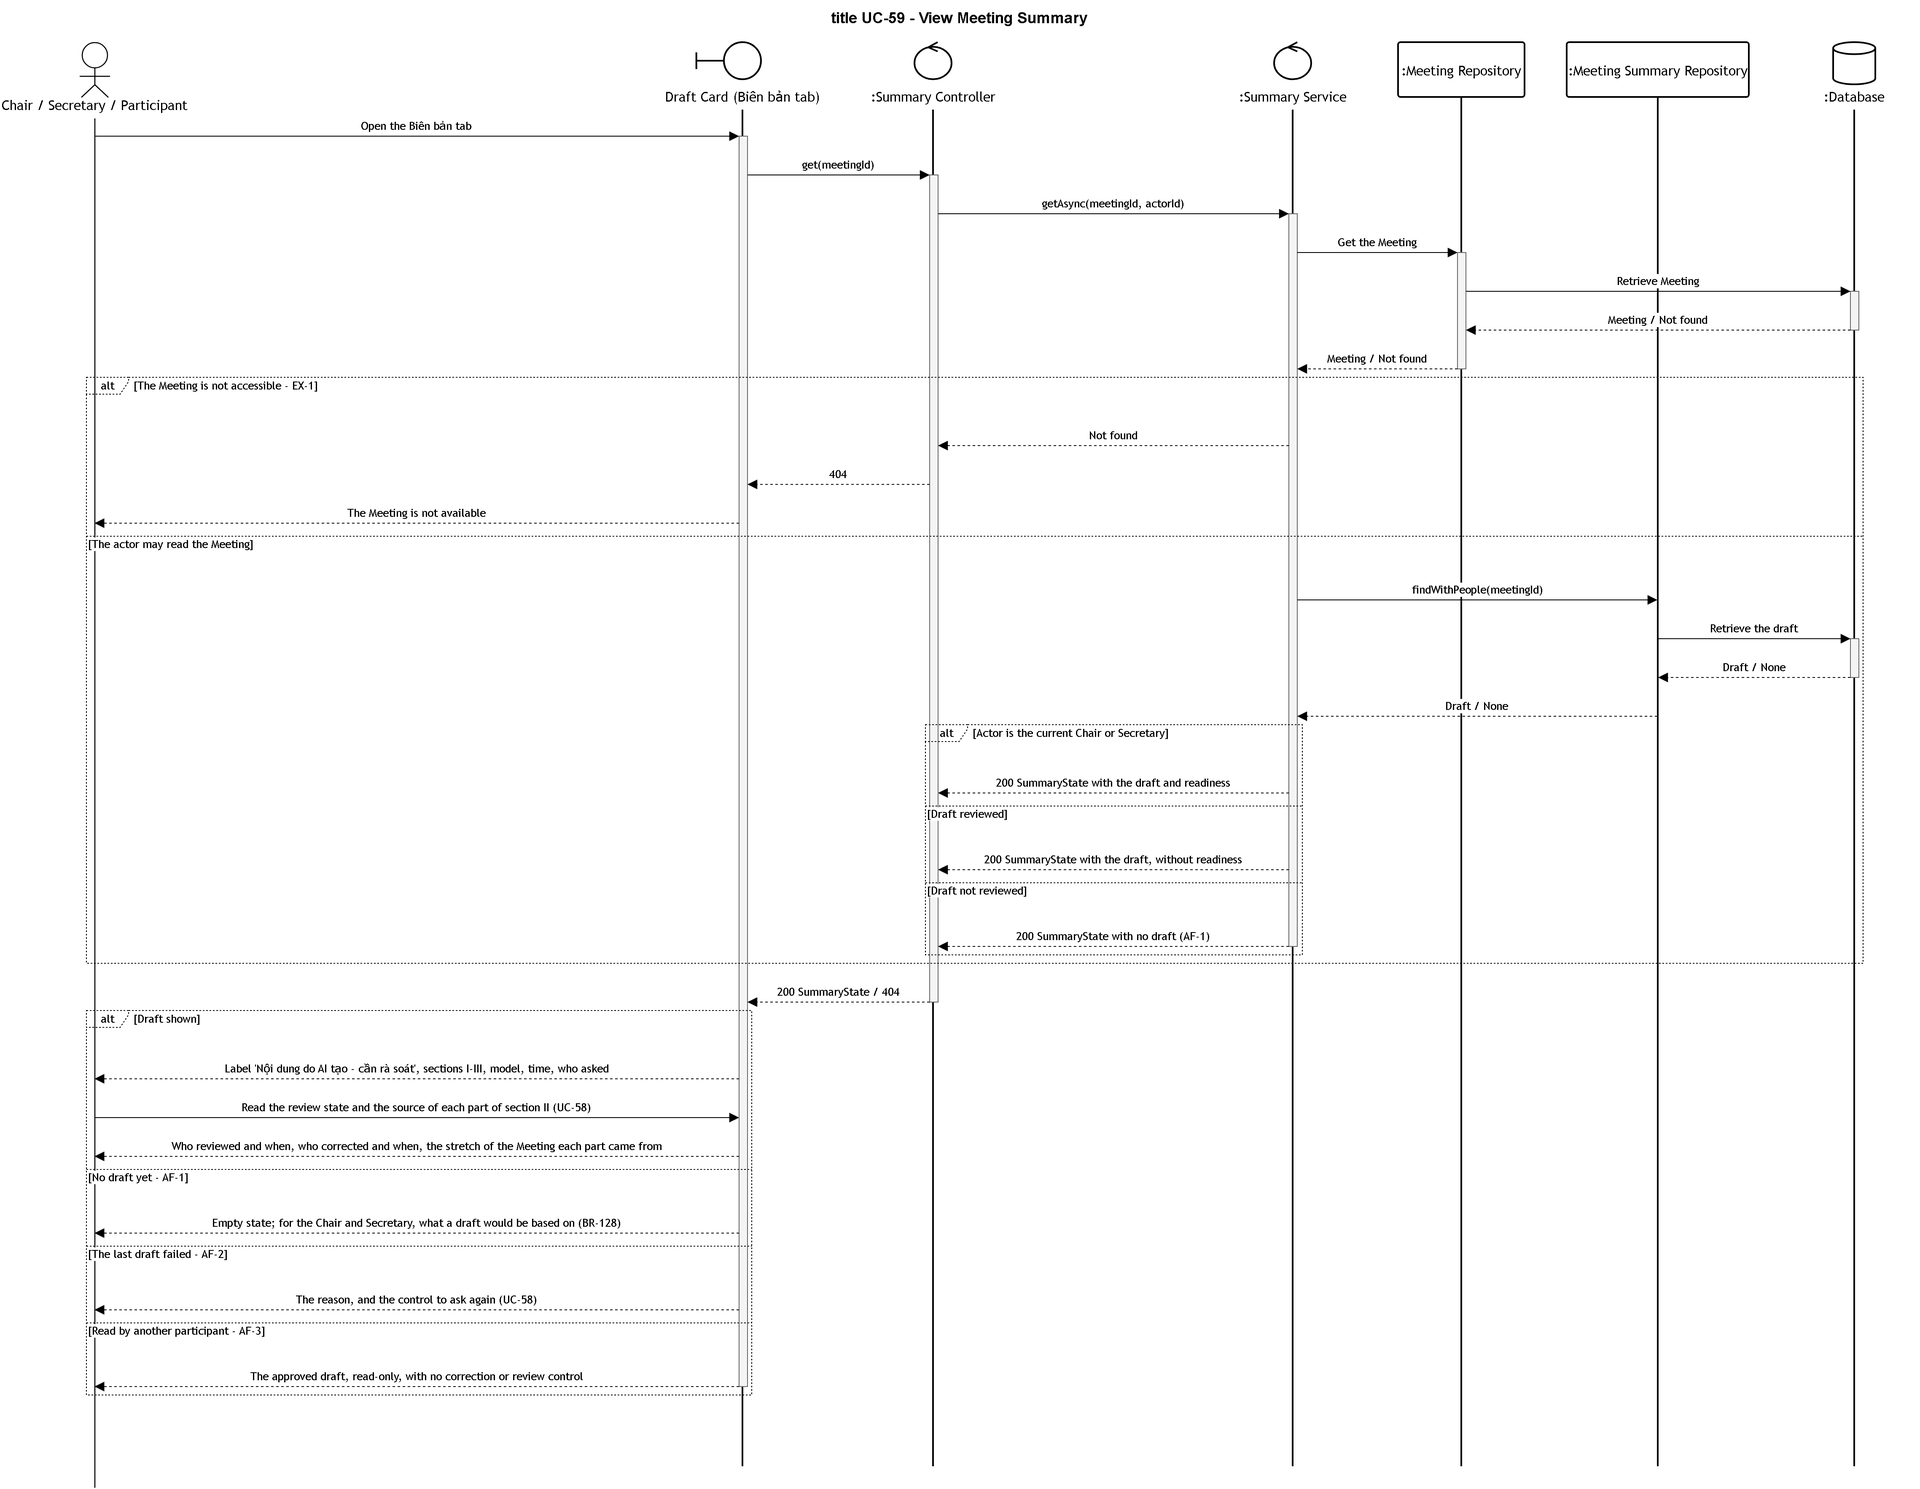 title UC-59 - View Meeting Summary
Chair / Secretary / Participant
Draft Card (Biên bản tab)
:Summary Controller
:Summary Service
:Meeting Repository
:Meeting Summary Repository
:Database
Open the Biên bản tab
get(meetingId)
getAsync(meetingId, actorId)
Get the Meeting
Retrieve Meeting
Meeting / Not found
Meeting / Not found
alt [The Meeting is not accessible - EX-1]
Not found
404
The Meeting is not available
[The actor may read the Meeting]
findWithPeople(meetingId)
Retrieve the draft
Draft / None
Draft / None
alt [Actor is the current Chair or Secretary]
200 SummaryState with the draft and readiness
[Draft reviewed]
200 SummaryState with the draft, without readiness
[Draft not reviewed]
200 SummaryState with no draft (AF-1)
200 SummaryState / 404
alt [Draft shown]
Label 'Nội dung do AI tạo - cần rà soát', sections I-III, model, time, who asked
Read the review state and the source of each part of section II (UC-58)
Who reviewed and when, who corrected and when, the stretch of the Meeting each part came from
[No draft yet - AF-1]
Empty state; for the Chair and Secretary, what a draft would be based on (BR-128)
[The last draft failed - AF-2]
The reason, and the control to ask again (UC-58)
[Read by another participant - AF-3]
The approved draft, read-only, with no correction or review control